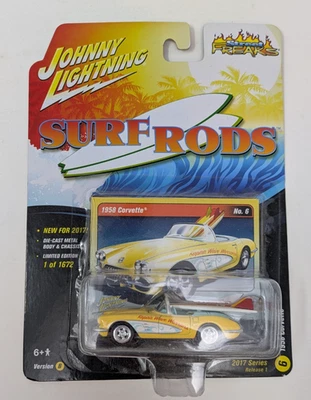 JOHNNY
LIGHTNING
STREET
FREAKS
SURF RODS
• NEW FOR 2017!
• DIE-CAST METAL
BODY & CHASSIS
LIMITED EDITION
1 of 1672
1958 Corvette®
No. 6
6+
Version B
2017 Series
Release 1
6
1958 CORVETTE